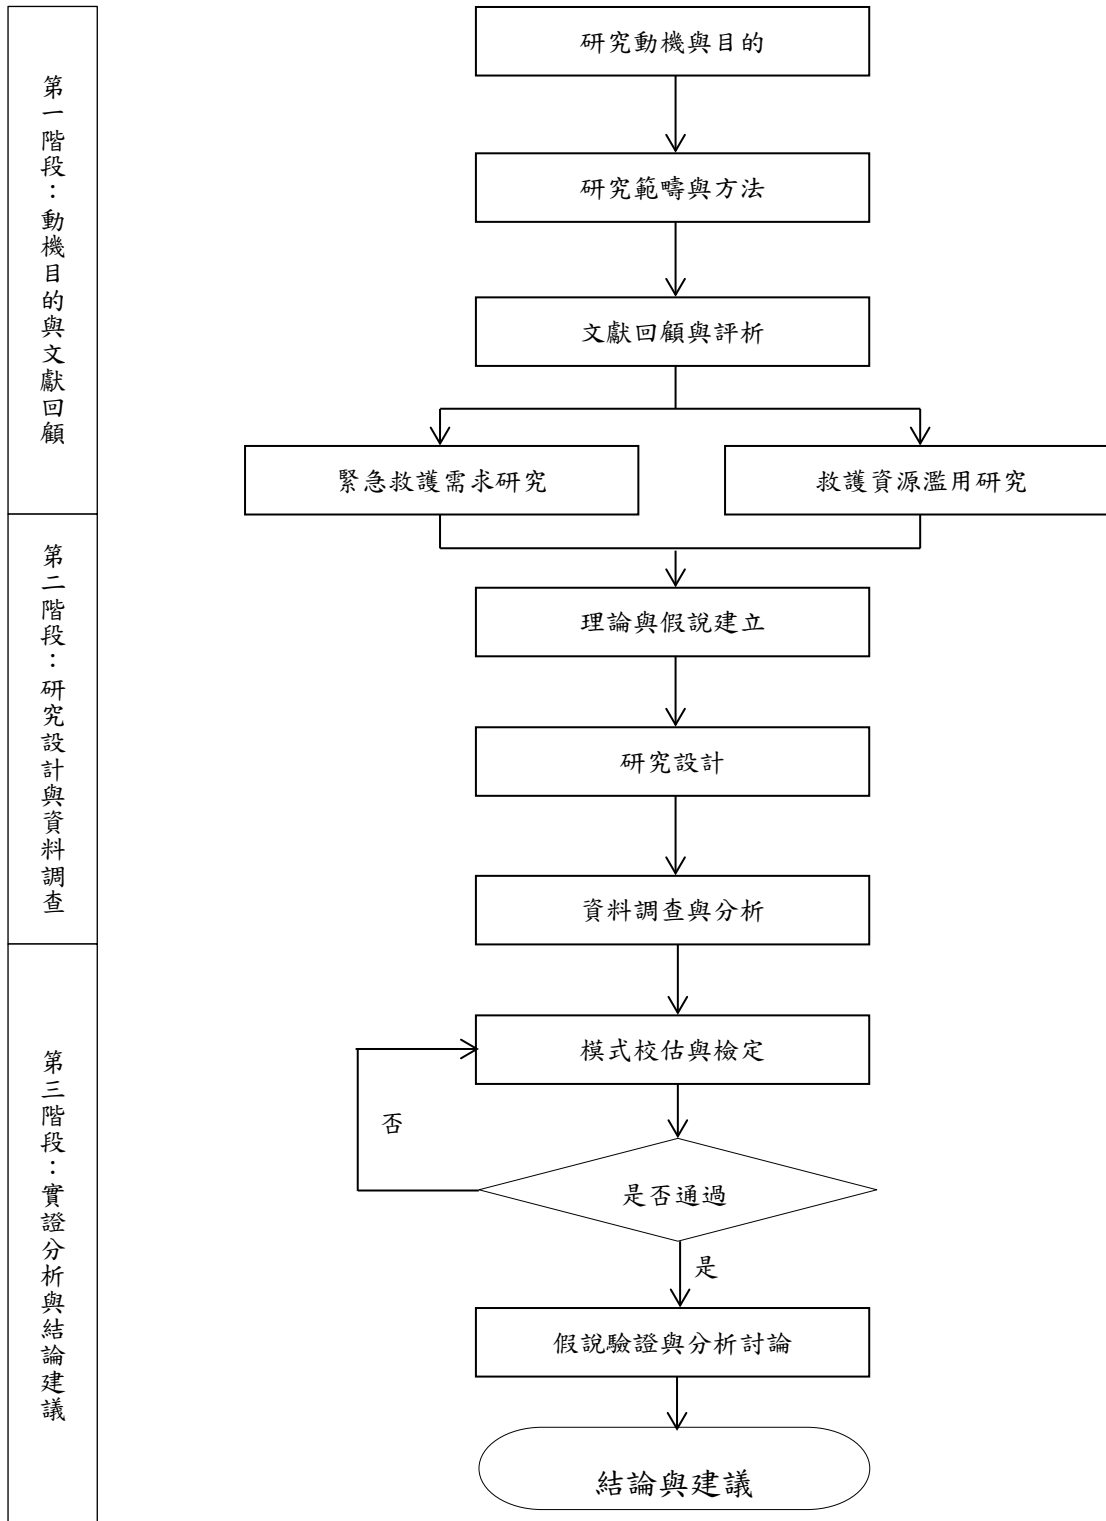 第一階段：動機目的與文獻回顧
研究動機與目的
研究範疇與方法
文獻回顧與評析
緊急救護需求研究
救護資源濫用研究
第二階段：研究設計與資料調查
理論與假說建立
研究設計
資料調查與分析
第三階段：實證分析與結論建議
模式校估與檢定
否
是否通過
是
假說驗證與分析討論
結論與建議